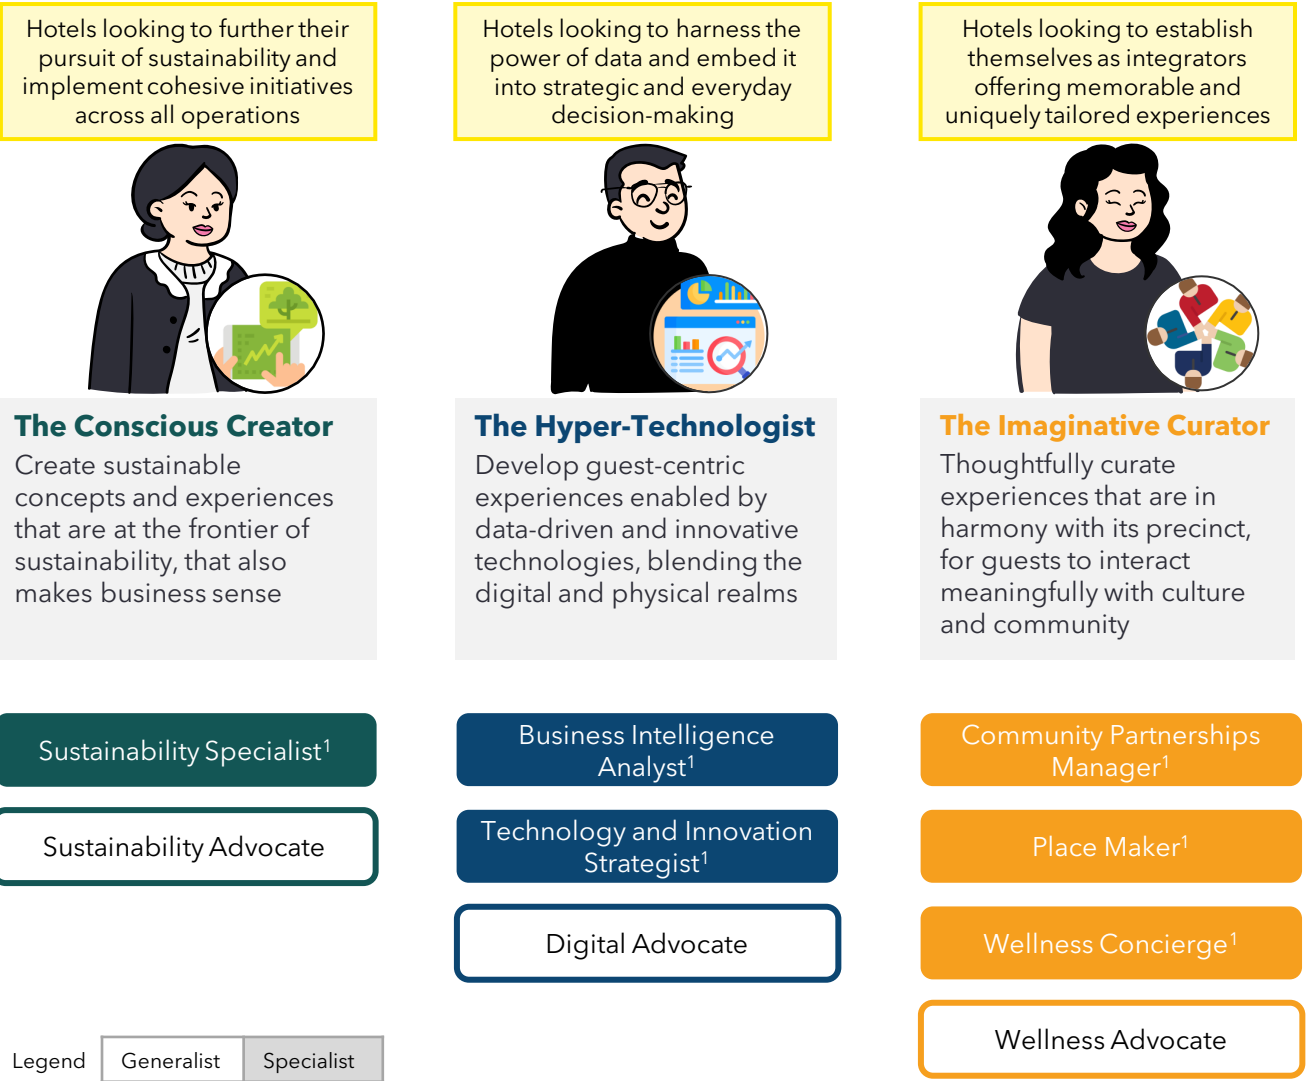 Hotels looking to further their
pursuit of sustainability and
implement cohesive initiatives
across all operations
Hotels looking to harness the
power of data and embed it
into strategic and everyday
decision-making
Hotels looking to establish
themselves as integrators
offering memorable and
uniquely tailored experiences
The Conscious Creator
Create sustainable
concepts and experiences
that are at the frontier of
sustainability, that also
makes business sense
The Hyper-Technologist
Develop guest-centric
experiences enabled by
data-driven and innovative
technologies, blending the
digital and physical realms
The Imaginative Curator
Thoughtfully curate
experiences that are in
harmony with its precinct,
for guests to interact
meaningfully with culture
and community
Sustainability Specialist¹
Sustainability Advocate
Business Intelligence
Analyst¹
Technology and Innovation
Strategist¹
Digital Advocate
Community Partnerships
Manager¹
Place Maker¹
Wellness Concierge¹
Wellness Advocate
Legend Generalist Specialist